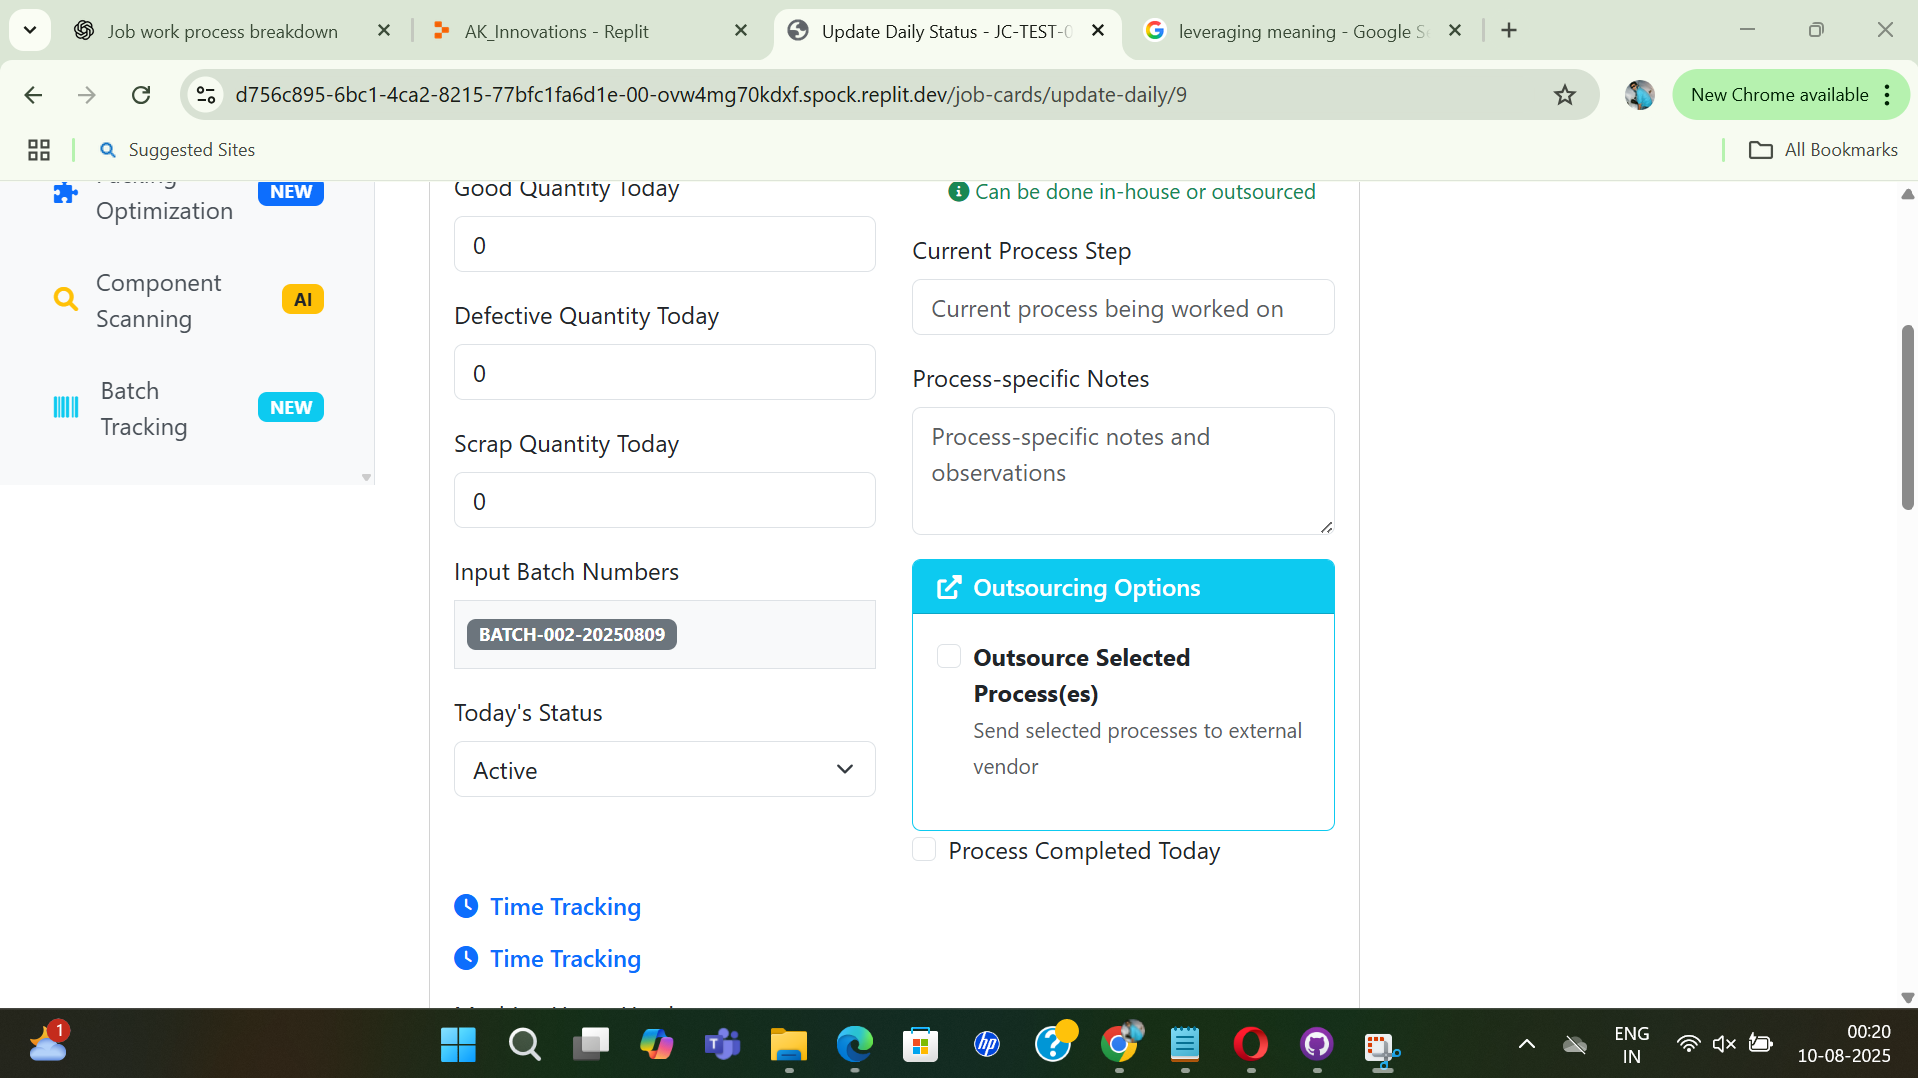 Job work process breakdown
AK_Innovations - Replit
Update Daily Status - JC-TEST-0
leveraging meaning - Google Se
d756c895-6bc1-4ca2-8215-77bfc1fa6d1e-00-ovw4mg70kdxf.spock.replit.dev/job-cards/update-daily/9
New Chrome available
Suggested Sites
All Bookmarks
Optimization
NEW
Component
Scanning
AI
Batch
Tracking
NEW
Good Quantity Today
0
Defective Quantity Today
0
Scrap Quantity Today
0
Input Batch Numbers
BATCH-002-20250809
Today's Status
Active
Can be done in-house or outsourced
Current Process Step
Current process being worked on
Process-specific Notes
Process-specific notes and
observations
Outsourcing Options
Outsource Selected
Process(es)
Send selected processes to external
vendor
Process Completed Today
Time Tracking
Time Tracking
1
hp
ENG
IN
00:20
10-08-2025